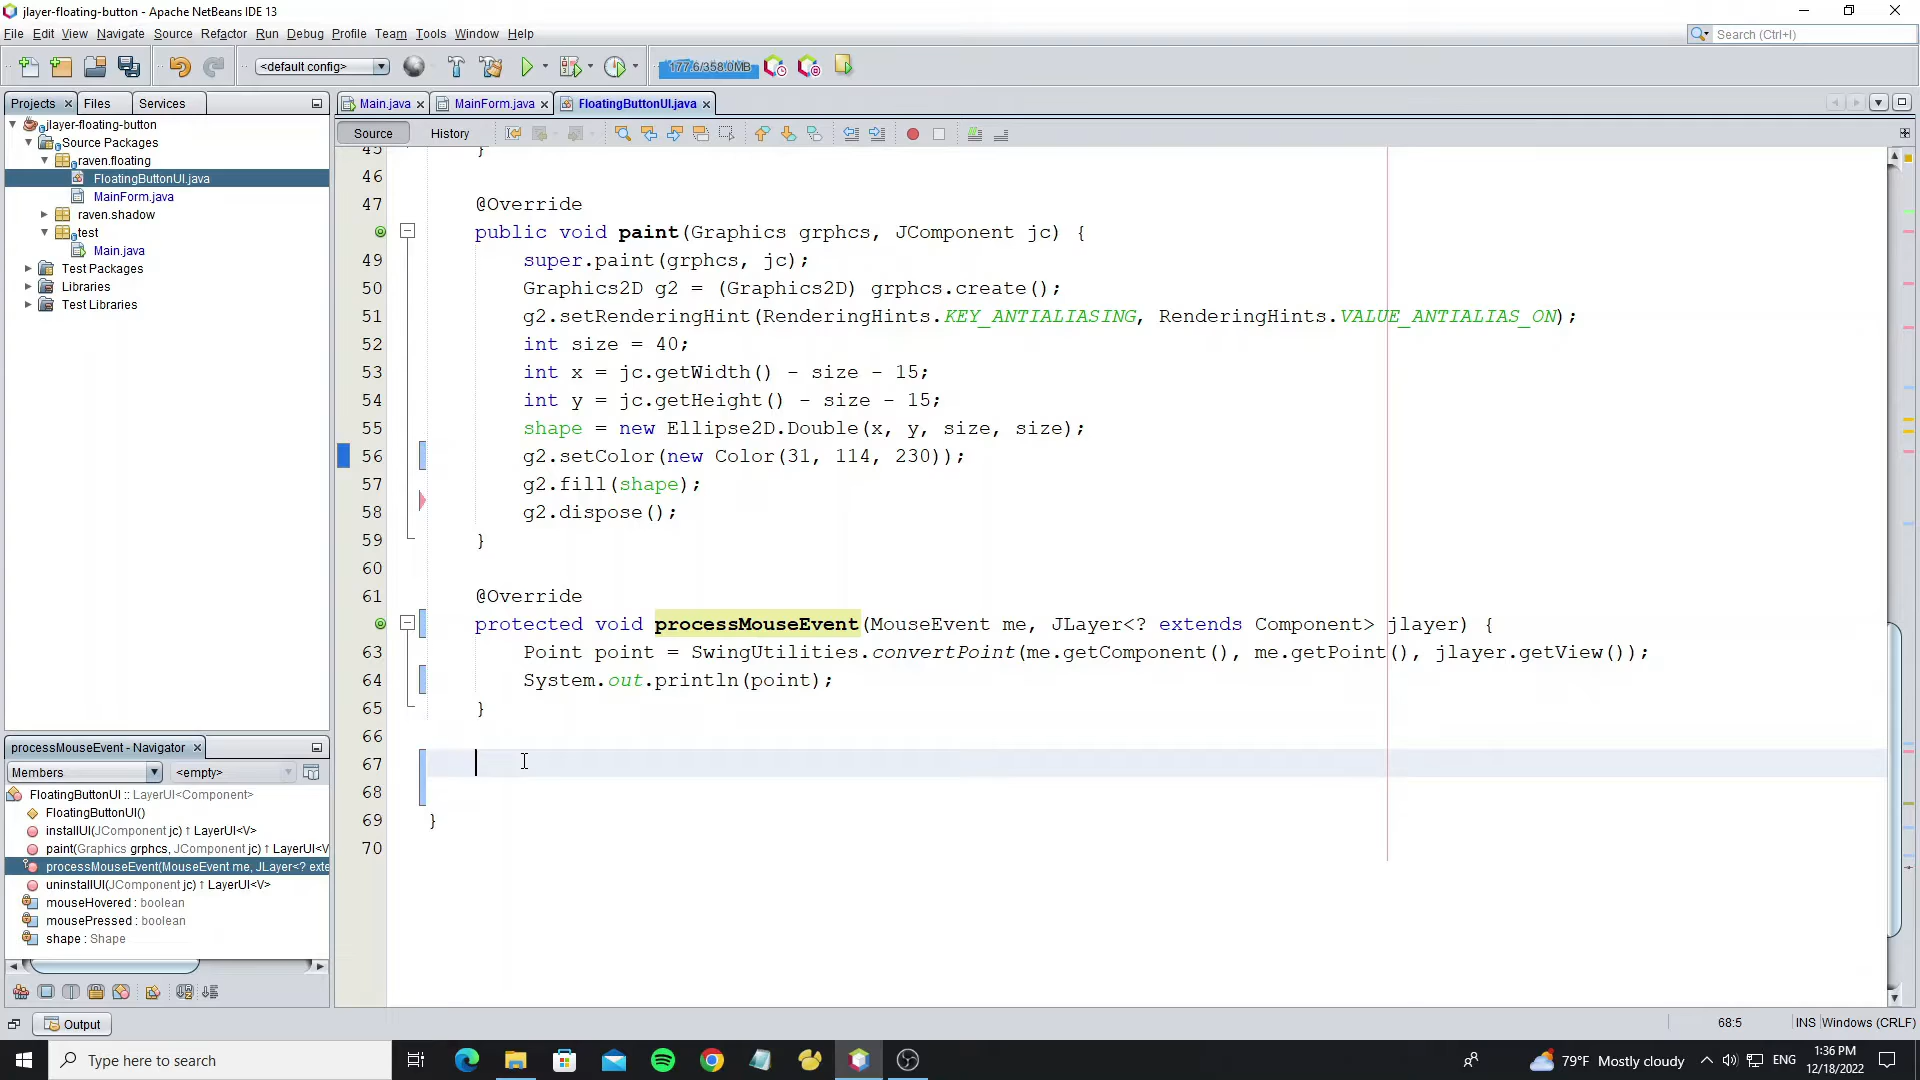 jlayer-floating-button - Apache NetBeans IDE 13
File Edit View Navigate Source Refactor Run Debug Profile Team Tools Window Help
Search (Ctrl+I)
<default config>
177.6/358.0MB
Projects Files Services
Main.java MainForm.java FloatingButtonUI.java
Source History
jlayer-floating-button
Source Packages
raven.floating
FloatingButtonUI.java
MainForm.java
raven.shadow
test
Main.java
Test Packages
Libraries
Test Libraries
45 }
46
47 @Override
public void paint(Graphics grphcs, JComponent jc) {
49 super.paint(grphcs, jc);
50 Graphics2D g2 = (Graphics2D) grphcs.create();
51 g2.setRenderingHint(RenderingHints.KEY_ANTIALIASING, RenderingHints.VALUE_ANTIALIAS_ON);
52 int size = 40;
53 int x = jc.getWidth() - size - 15;
54 int y = jc.getHeight() - size - 15;
55 shape = new Ellipse2D.Double(x, y, size, size);
56 g2.setColor(new Color(31, 114, 230));
57 g2.fill(shape);
58 g2.dispose();
59 }
60
61 @Override
protected void processMouseEvent(MouseEvent me, JLayer<? extends Component> jlayer) {
63 Point point = SwingUtilities.convertPoint(me.getComponent(), me.getPoint(), jlayer.getView());
64 System.out.println(point);
65 }
66
67
68
69 }
70
processMouseEvent - Navigator
Members <empty>
FloatingButtonUI :: LayerUI<Component>
FloatingButtonUI()
installUI(JComponent jc) ↑ LayerUI<V>
paint(Graphics grphcs, JComponent jc) ↑ LayerUI<V
processMouseEvent(MouseEvent me, JLayer<? exte
uninstallUI(JComponent jc) ↑ LayerUI<V>
mouseHovered : boolean
mousePressed : boolean
shape : Shape
Output
68:5 INS Windows (CRLF)
Type here to search
79°F Mostly cloudy ENG
1:36 PM
12/18/2022